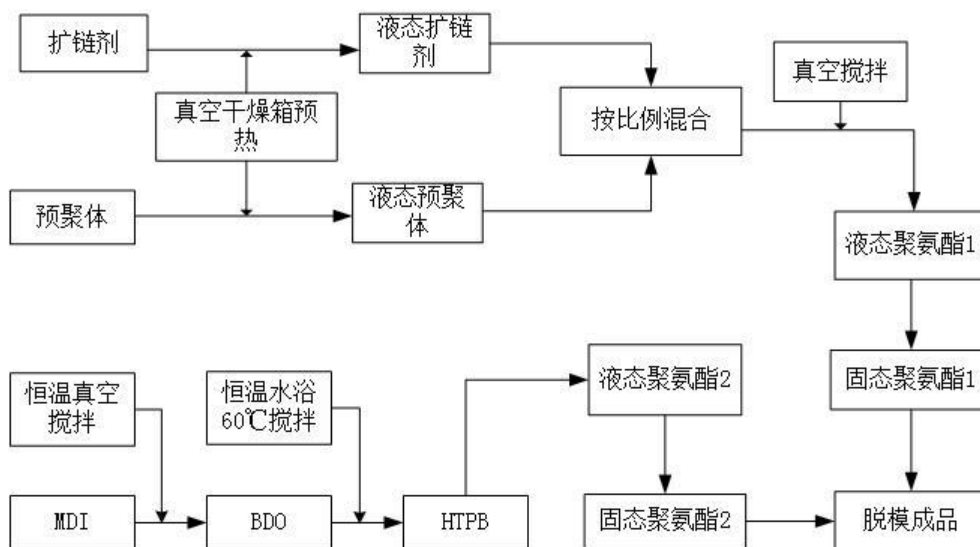 扩链剂
液态扩链
剂
真空搅拌
真空干燥箱预
热
按比例混合
预聚体
液态预聚
体
液态聚氨酯1
恒温真空
搅拌
恒温水浴
60℃搅拌
液态聚氨酯2
固态聚氨酯1
MDI
BDO
HTPB
固态聚氨酯2
脱模成品